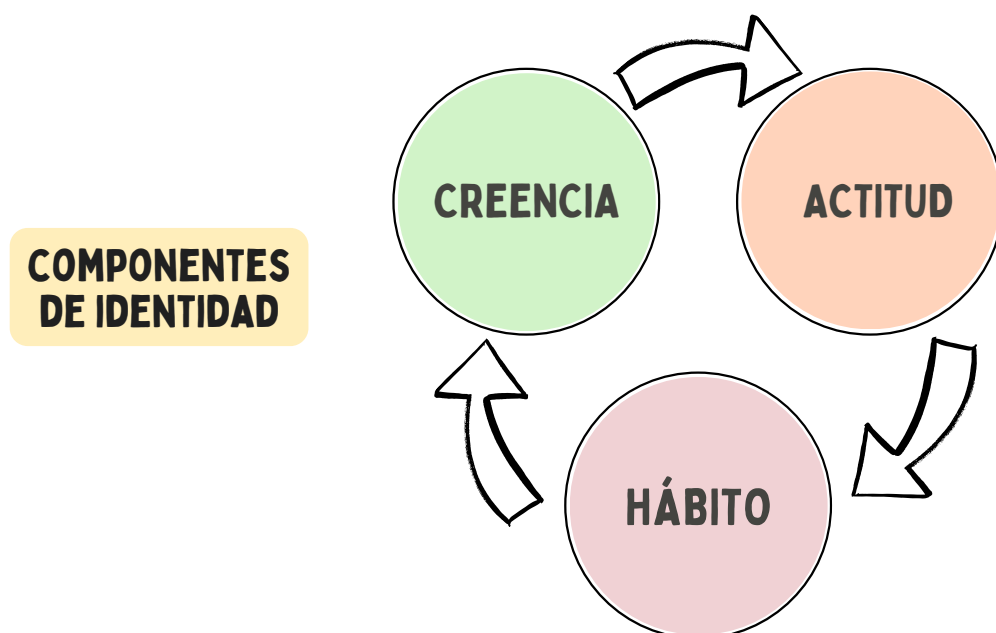 COMPONENTES
DE IDENTIDAD
CREENCIA
ACTITUD
HÁBITO